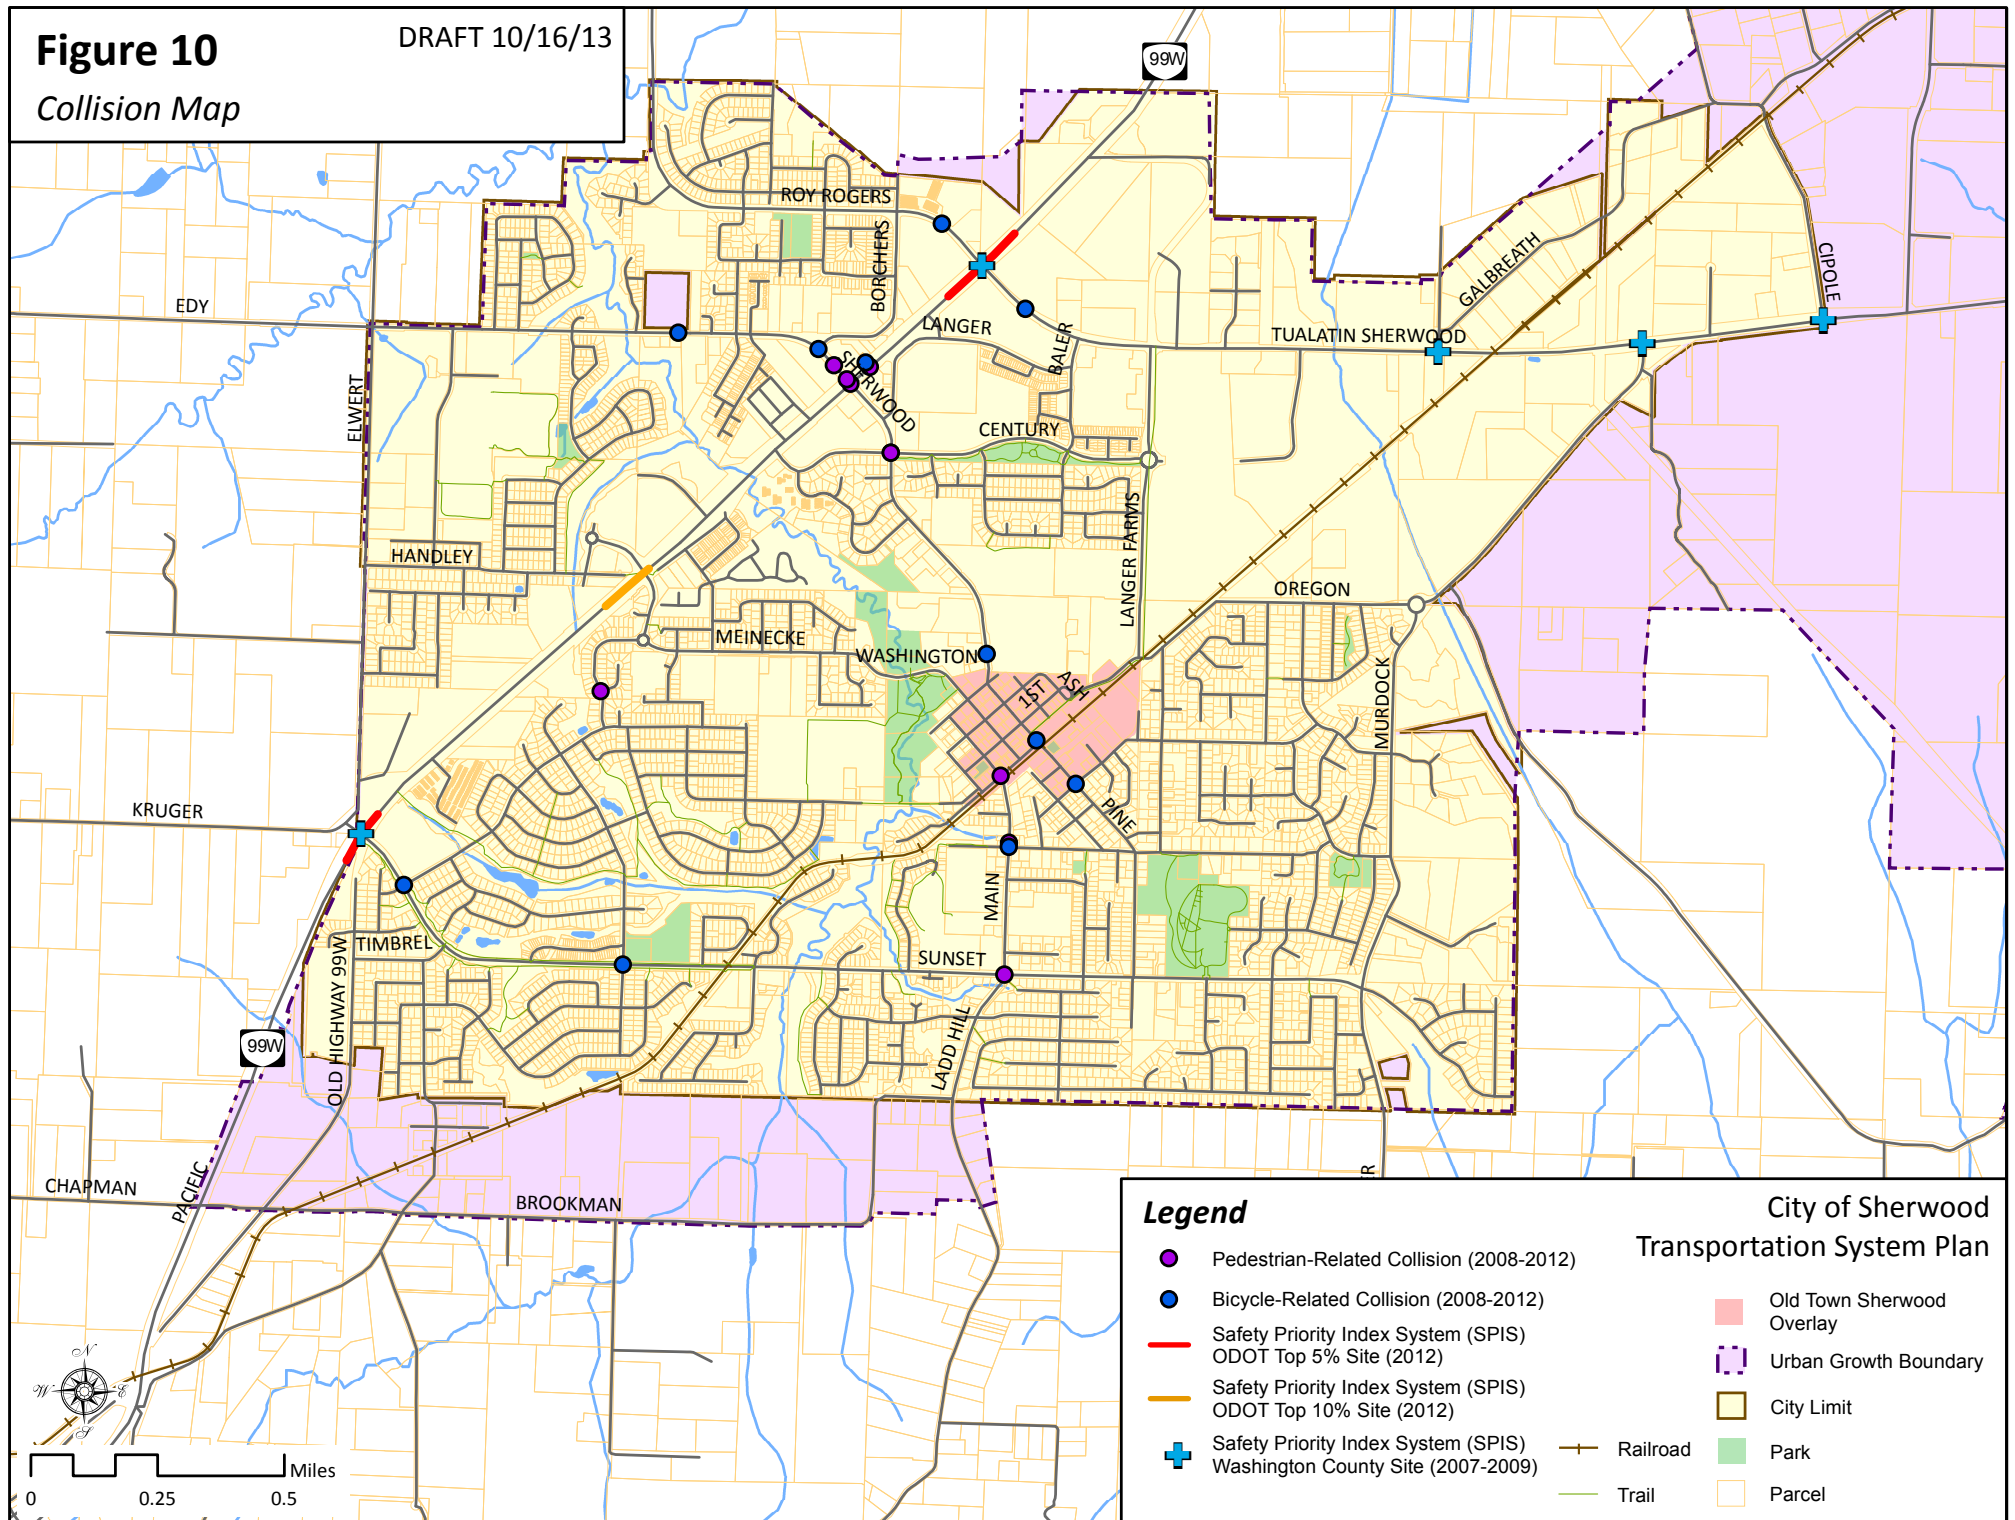 Figure 10
DRAFT 10/16/13
Collision Map
99W
ROY ROGERS
BORCHERS
EDY
LANGER
BALER
TUALATIN SHERWOOD
GALBREATH
CIPOLE
ELWERT
SHERWOOD
CENTURY
HANDLEY
LANGER FARMS
OREGON
MEINECKE
WASHINGTON
1ST
ASH
MURDOCK
KRUGER
PINE
MAIN
TIMBREL
SUNSET
OLD HIGHWAY 99W
99W
LADD HILL
PACIFIC
CHAPMAN
BROOKMAN
ER
Legend
Pedestrian-Related Collision (2008-2012)
Bicycle-Related Collision (2008-2012)
Safety Priority Index System (SPIS)
ODOT Top 5% Site (2012)
Safety Priority Index System (SPIS)
ODOT Top 10% Site (2012)
Safety Priority Index System (SPIS)
Washington County Site (2007-2009)
Railroad
Trail
City of Sherwood
Transportation System Plan
Old Town Sherwood
Overlay
Urban Growth Boundary
City Limit
Park
Parcel
N
W
E
S
Miles
0
0.25
0.5